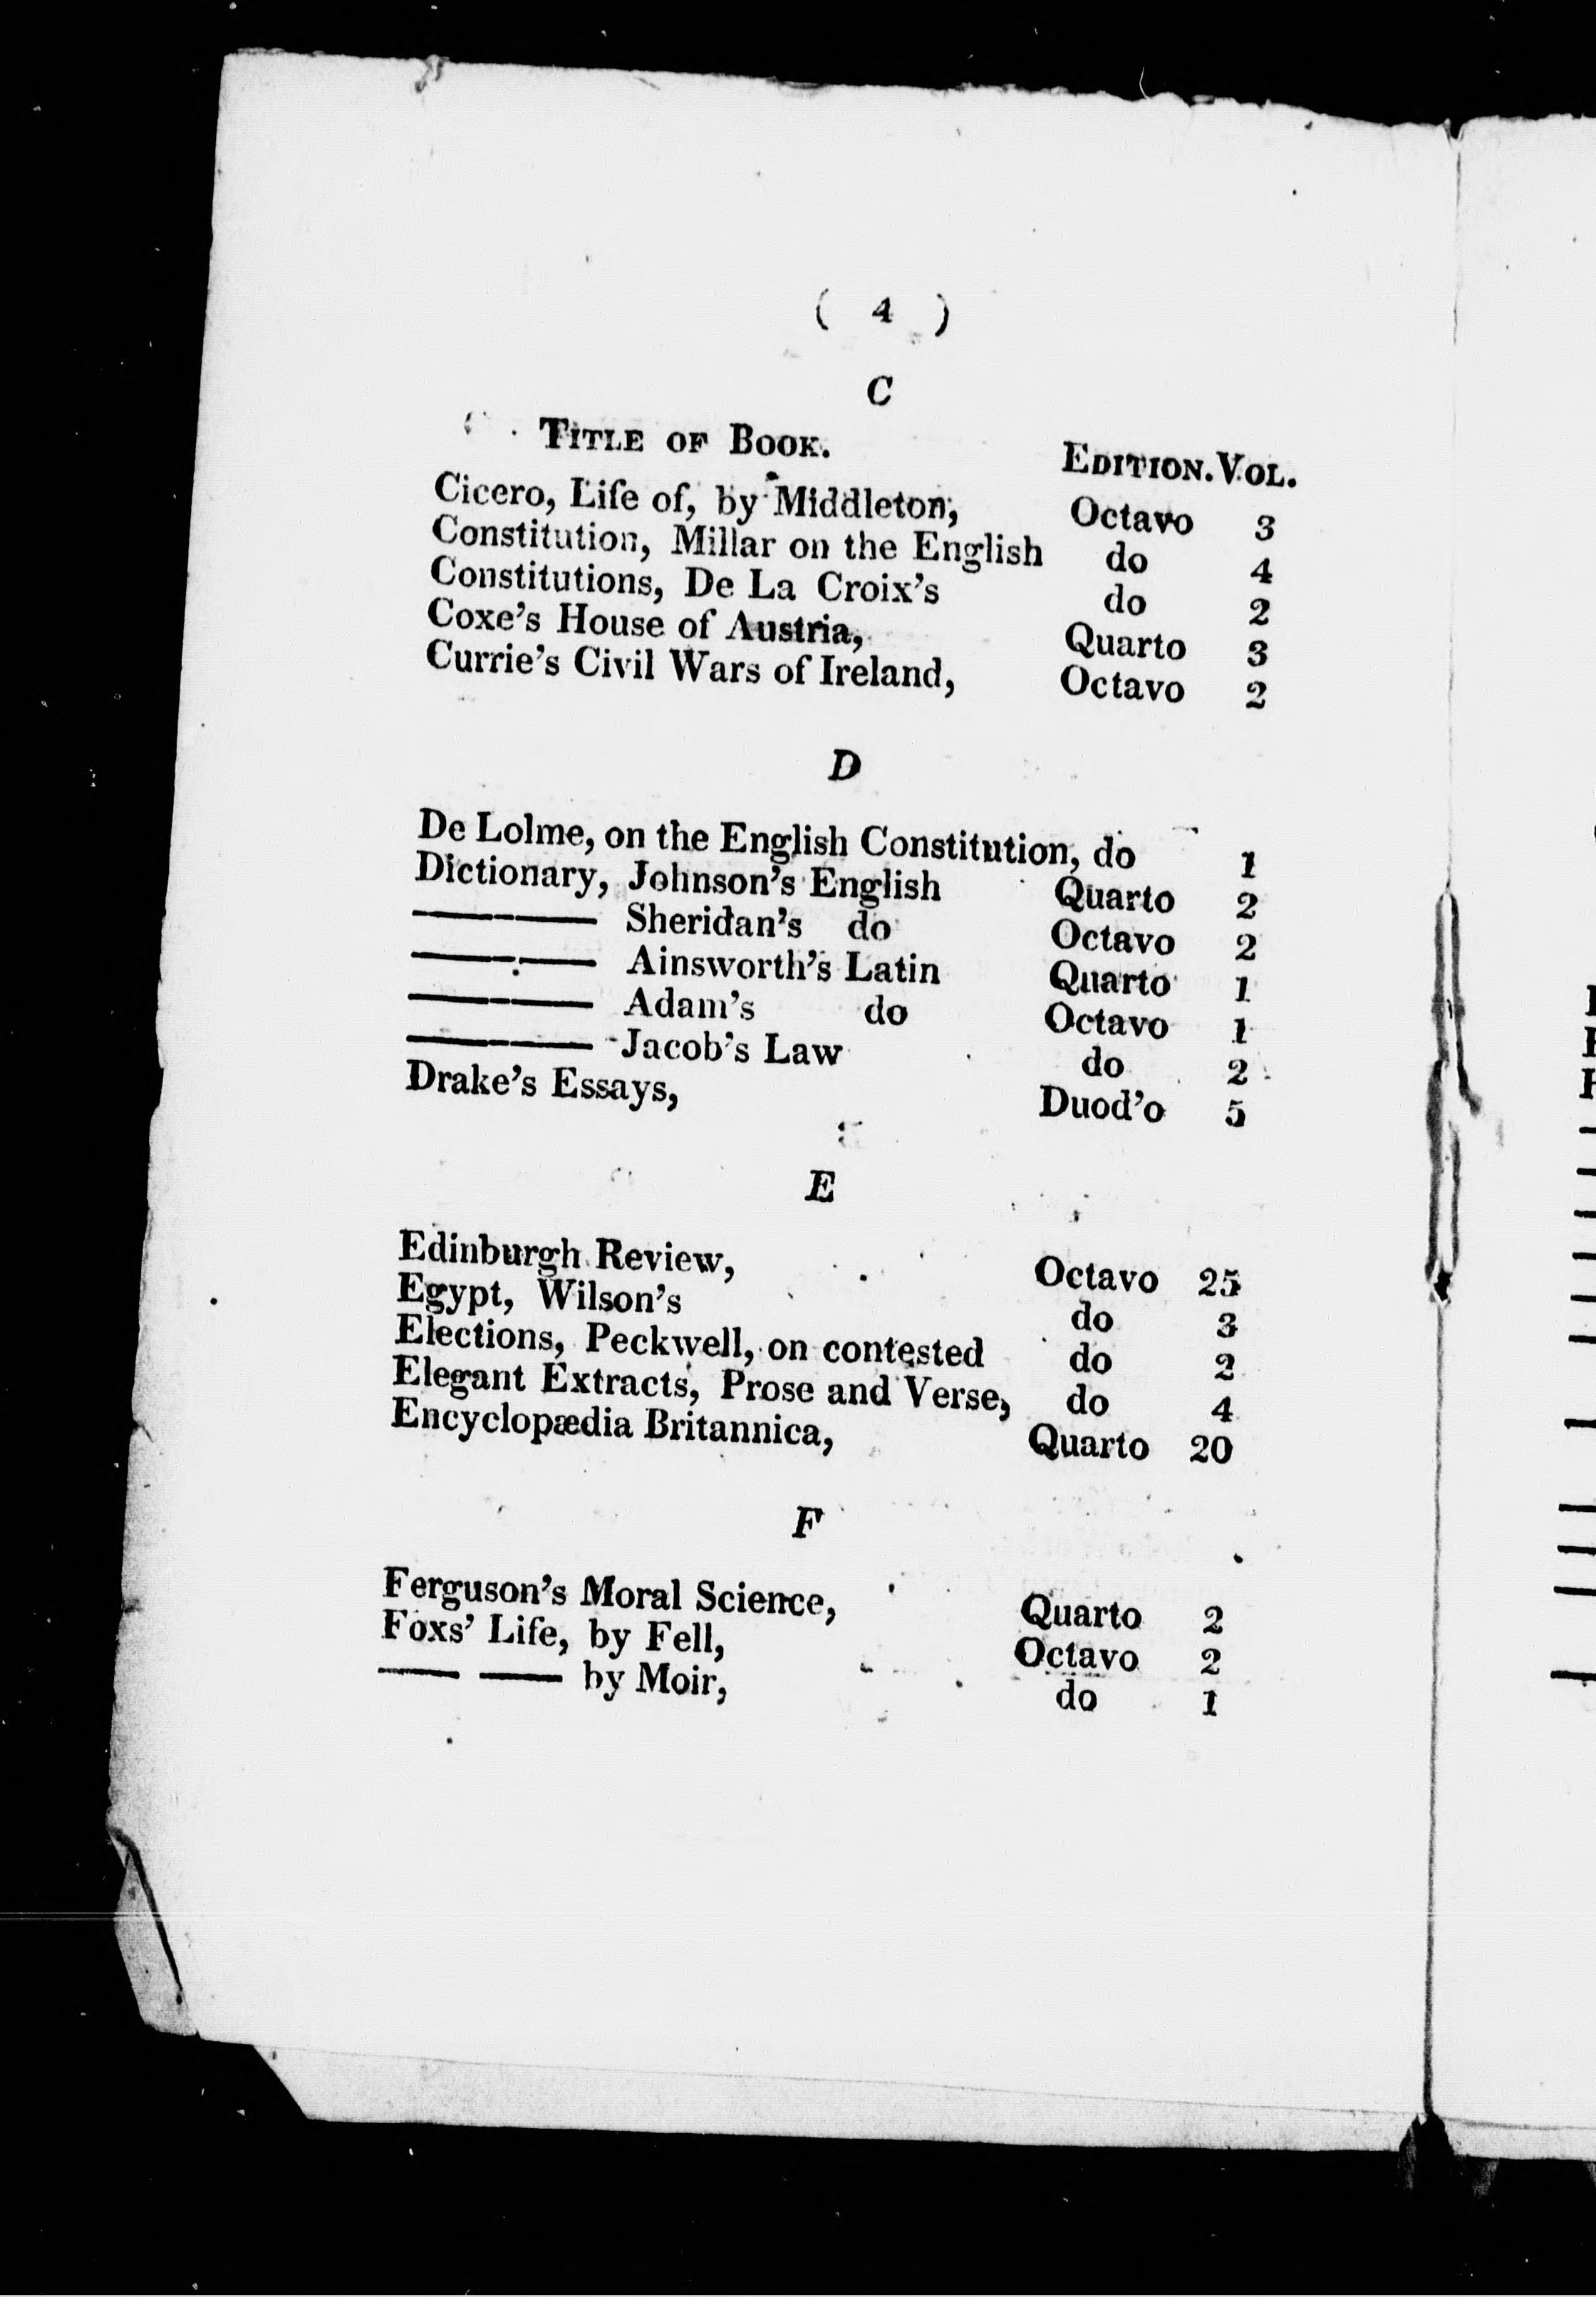 ( 4 )
C
TITLE OF BOOK. EDITION. VOL.
Cicero, Life of, by Middleton, Octavo 3
Constitution, Millar on the English do 4
Constitutions, De La Croix's do 2
Coxe's House of Austria, Quarto 3
Currie's Civil Wars of Ireland, Octavo 2
D
De Lolme, on the English Constitution, do 1
Dictionary, Johnson's English Quarto 2
——— Sheridan's do Octavo 2
——— Ainsworth's Latin Quarto 1
——— Adam's do Octavo 1
——— Jacob's Law do 2
Drake's Essays, Duod'o 5
E
Edinburgh Review, Octavo 25
Egypt, Wilson's do 3
Elections, Peckwell, on contested do 2
Elegant Extracts, Prose and Verse, do 4
Encyclopædia Britannica, Quarto 20
F
Ferguson's Moral Science, Quarto 2
Foxs' Life, by Fell, Octavo 2
—— —— by Moir, do 1